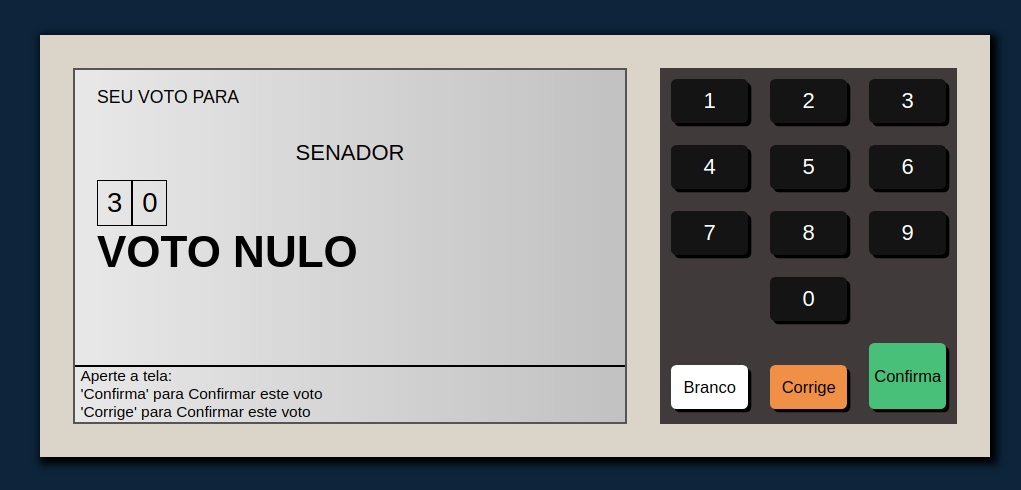 SEU VOTO PARA
SENADOR
3 0
VOTO NULO
Aperte a tela:
'Confirma' para Confirmar este voto
'Corrige' para Confirmar este voto
1 2 3
4 5 6
7 8 9
0
Branco Corrige Confirma